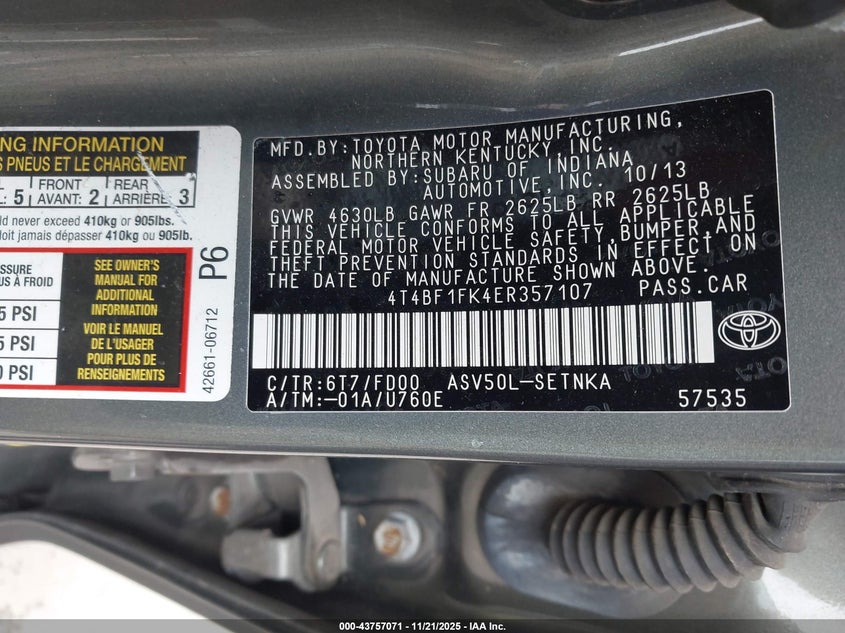 NG INFORMATION
S PNEUS ET LE CHARGEMENT
L 5 FRONT AVANT: 2 REAR ARRIÈRE: 3
ld never exceed 410kg or 905lbs.
doit jamais dépasser 410kg ou 905lb.
ESSURE
US À FROID
5 PSI
5 PSI
0 PSI
SEE OWNER'S
MANUAL FOR
ADDITIONAL
INFORMATION
VOIR LE MANUEL
DE L'USAGER
POUR PLUS DE
RENSEIGNEMENTS
P6
42661-06712
MFD.BY:TOYOTA MOTOR MANUFACTURING,
NORTHERN KENTUCKY, INC.
ASSEMBLED BY:SUBARU OF INDIANA
AUTOMOTIVE,INC. 10/13
GVWR 4630LB GAWR FR 2625LB RR 2625LB
THIS VEHICLE CONFORMS TO ALL APPLICABLE
FEDERAL MOTOR VEHICLE SAFETY,BUMPER,AND
THEFT PREVENTION STANDARDS IN EFFECT ON
THE DATE OF MANUFACTURE SHOWN ABOVE.
4T4BF1FK4ER357107 PASS.CAR
C/TR:6T7/FD00 ASV50L-SETNKA
A/TM:-01A/U760E 57535
000-43757071 | 11/21/2025 - IAA Inc.